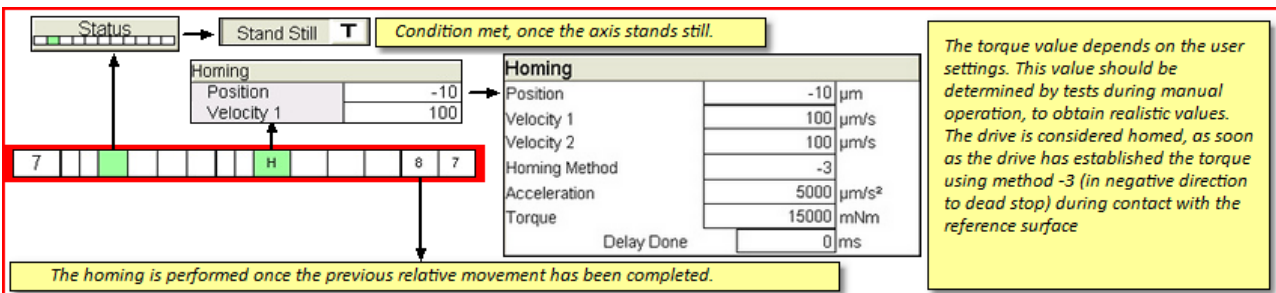 Status
Stand Still T
Condition met, once the axis stands still.
Homing
Position -10
Velocity 1 100
Homing
Position -10 µm
Velocity 1 100 µm/s
Velocity 2 100 µm/s
Homing Method -3
Acceleration 5000 µm/s²
Torque 15000 mNm
Delay Done 0 ms
The torque value depends on the user
settings. This value should be
determined by tests during manual
operation, to obtain realistic values.
The drive is considered homed, as soon
as the drive has established the torque
using method -3 (in negative direction
to dead stop) during contact with the
reference surface
7 H 8 7
The homing is performed once the previous relative movement has been completed.